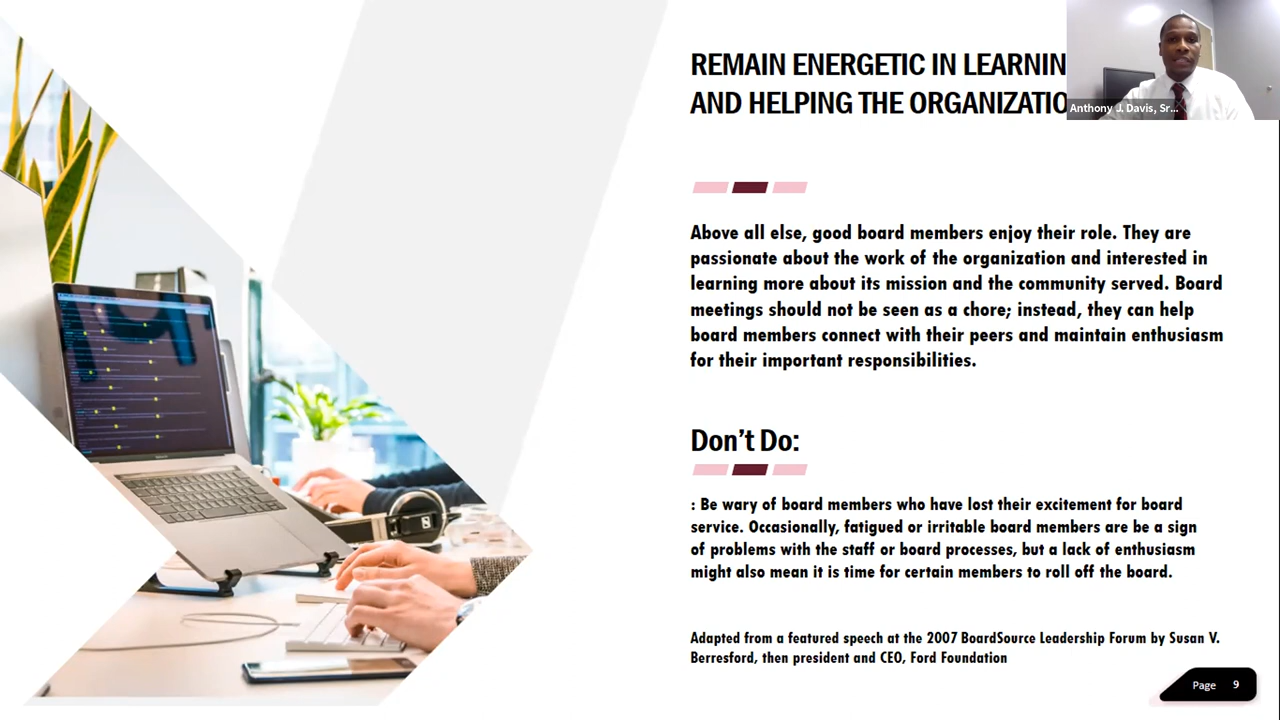 REMAIN ENERGETIC IN LEARNIN
AND HELPING THE ORGANIZATIO
Anthony J. Davis, Sr...
Above all else, good board members enjoy their role. They are
passionate about the work of the organization and interested in
learning more about its mission and the community served. Board
meetings should not be seen as a chore; instead, they can help
board members connect with their peers and maintain enthusiasm
for their important responsibilities.
Don't Do:
: Be wary of board members who have lost their excitement for board
service. Occasionally, fatigued or irritable board members are be a sign
of problems with the staff or board processes, but a lack of enthusiasm
might also mean it is time for certain members to roll off the board.
Adapted from a featured speech at the 2007 BoardSource Leadership Forum by Susan V.
Berresford, then president and CEO, Ford Foundation
Page 9